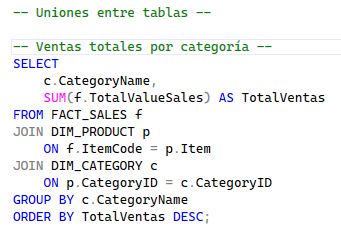 -- Uniones entre tablas --
-- Ventas totales por categoría --
SELECT
    c.CategoryName,
    SUM(f.TotalValueSales) AS TotalVentas
FROM FACT_SALES f
JOIN DIM_PRODUCT p
    ON f.ItemCode = p.Item
JOIN DIM_CATEGORY c
    ON p.CategoryID = c.CategoryID
GROUP BY c.CategoryName
ORDER BY TotalVentas DESC;